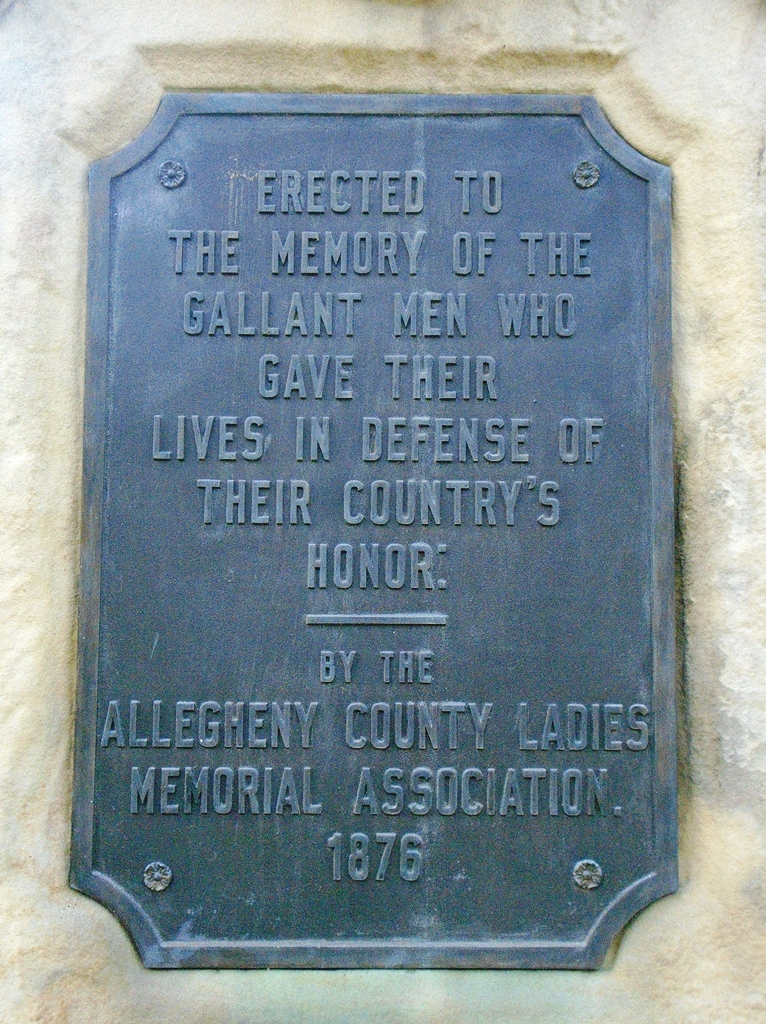 ERECTED TO
THE MEMORY OF THE
GALLANT MEN WHO
GAVE THEIR
LIVES IN DEFENSE OF
THEIR COUNTRY'S
HONOR:
BY THE
ALLEGHENY COUNTY LADIES
MEMORIAL ASSOCIATION.
1876